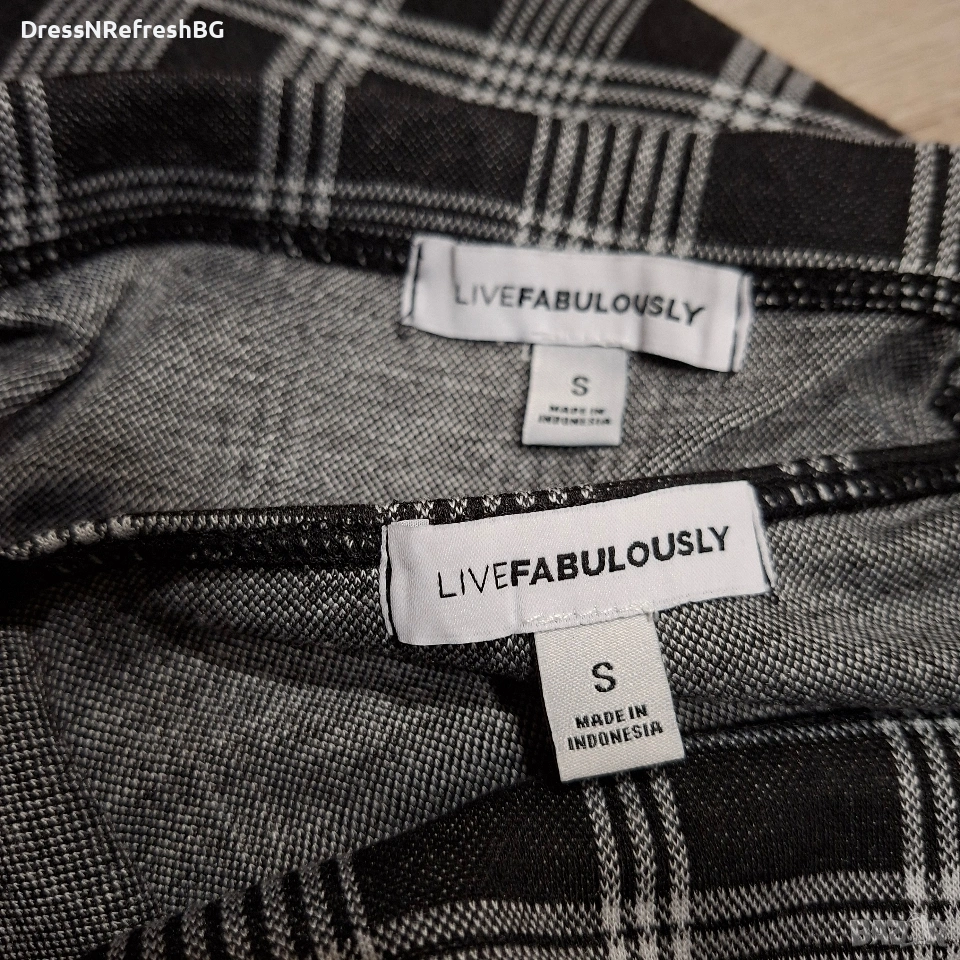 DressNRefreshBG
LIVEFABULOUSLY
S
MADE IN
INDONESIA
LIVEFABULOUSLY
S
MADE IN
INDONESIA